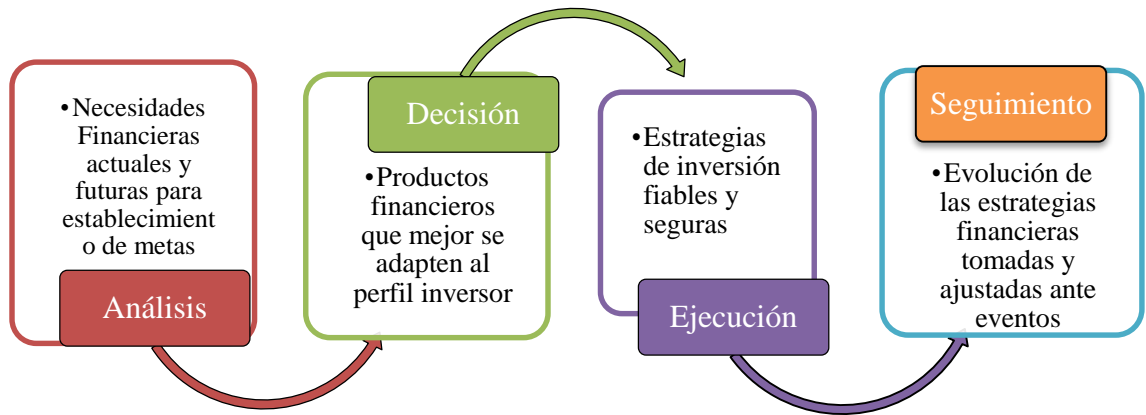 •Necesidades
Financieras
actuales y
futuras para
establecimient
o de metas
Análisis
Decisión
•Productos
financieros
que mejor se
adapten al
perfil inversor
•Estrategias
de inversión
fiables y
seguras
Ejecución
Seguimiento
•Evolución de
las estrategias
financieras
tomadas y
ajustadas ante
eventos